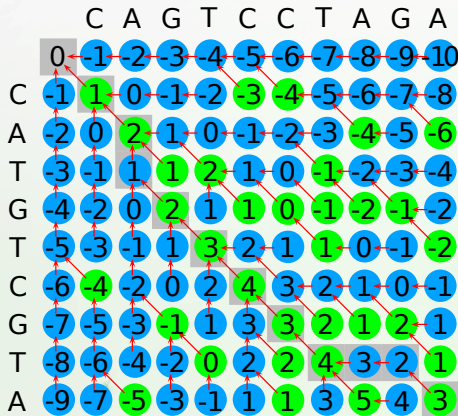 C A G T C C T A G A
0 -1 -2 -3 -4 -5 -6 -7 -8 -9 -10
C -1 1 0 -1 -2 -3 -4 -5 -6 -7 -8
A -2 0 2 1 0 -1 -2 -3 -4 -5 -6
T -3 -1 1 1 2 1 0 -1 -2 -3 -4
G -4 -2 0 2 1 1 0 -1 -2 -1 -2
T -5 -3 -1 1 3 2 1 1 0 -1 -2
C -6 -4 -2 0 2 4 3 2 1 0 -1
G -7 -5 -3 -1 1 3 3 2 1 2 1
T -8 -6 -4 -2 0 2 2 4 3 2 1
A -9 -7 -5 -3 -1 1 1 3 5 4 3